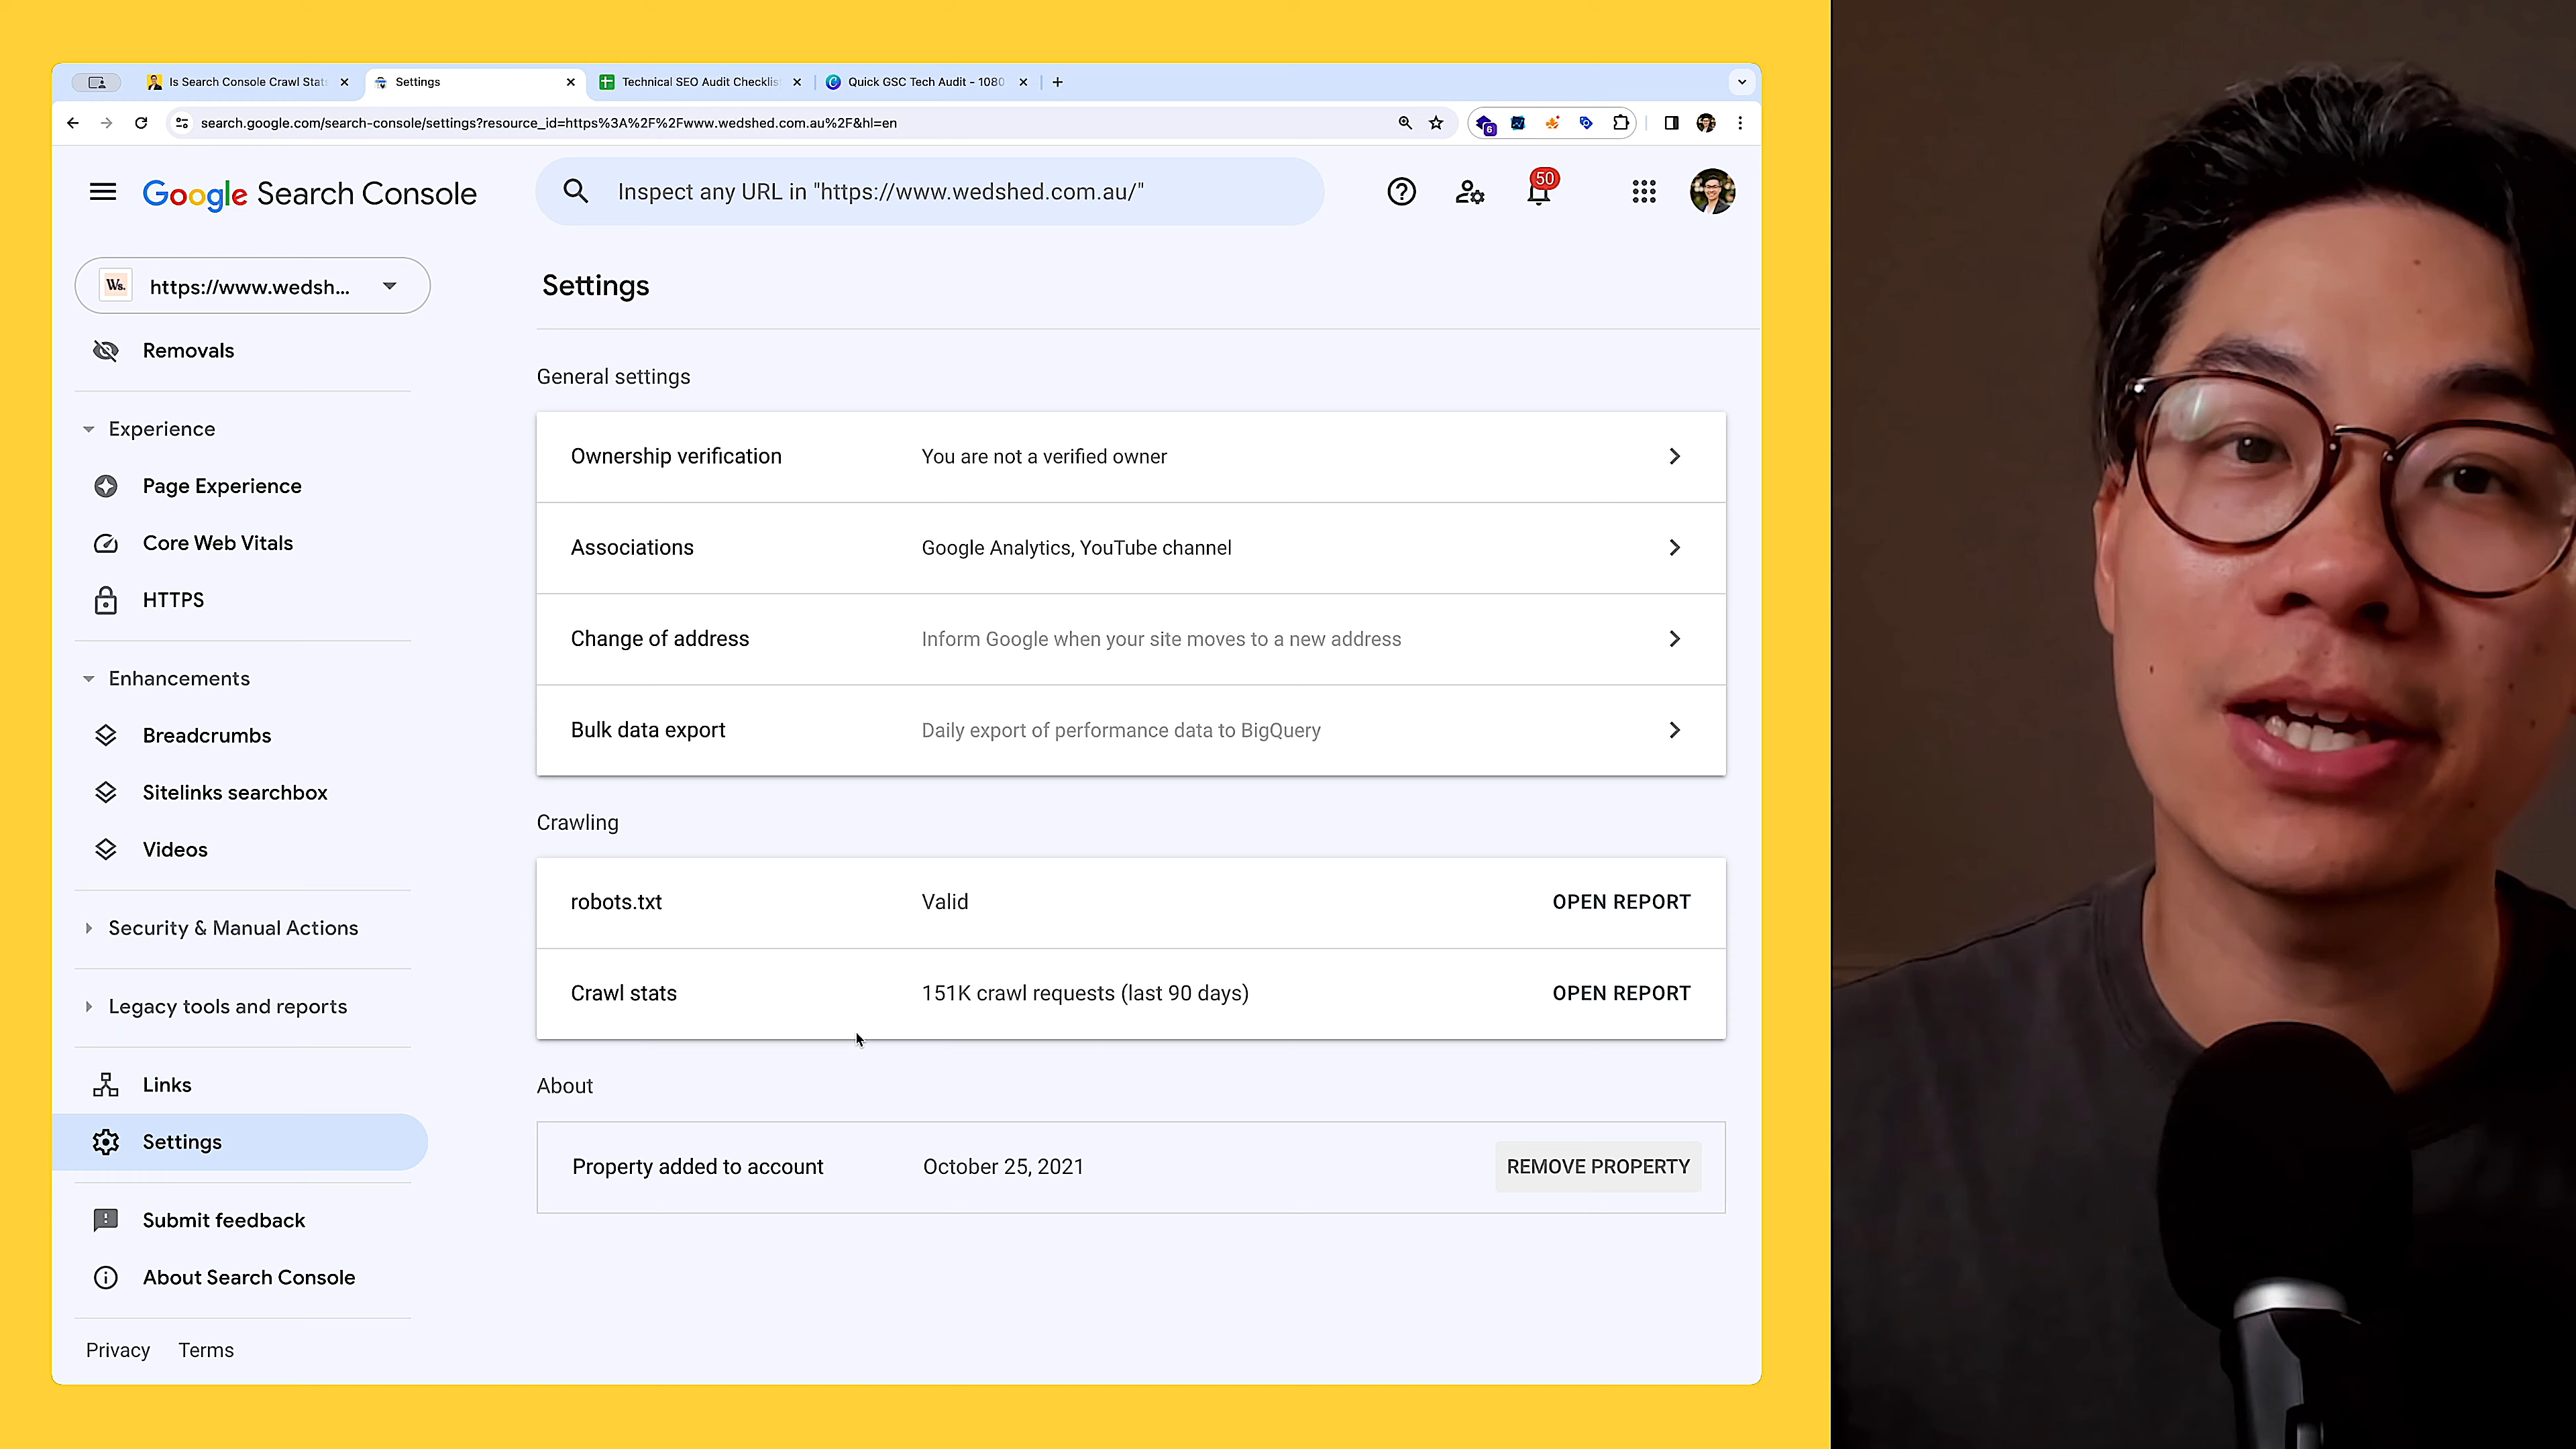 Is Search Console Crawl Stat
Settings
Technical SEO Audit Checklis
Quick GSC Tech Audit - 1080
search.google.com/search-console/settings?resource_id=https%3A%2F%2Fwww.wedshed.com.au%2F&hl=en
6
Google Search Console
Inspect any URL in "https://www.wedshed.com.au/"
50
Ws.
https://www.wedsh...
Removals
Experience
Page Experience
Core Web Vitals
HTTPS
Enhancements
Breadcrumbs
Sitelinks searchbox
Videos
Security & Manual Actions
Legacy tools and reports
Links
Settings
Submit feedback
About Search Console
Privacy Terms
Settings
General settings
Ownership verification You are not a verified owner
Associations Google Analytics, YouTube channel
Change of address Inform Google when your site moves to a new address
Bulk data export Daily export of performance data to BigQuery
Crawling
robots.txt Valid OPEN REPORT
Crawl stats 151K crawl requests (last 90 days) OPEN REPORT
About
Property added to account October 25, 2021 REMOVE PROPERTY